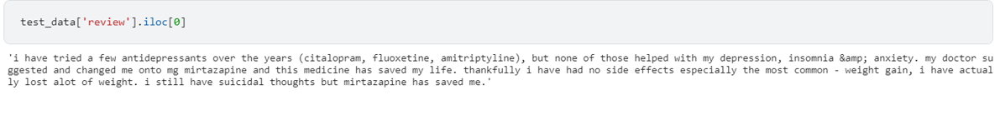 test_data['review'].iloc[0]
'i have tried a few antidepressants over the years (citalopram, fluoxetine, amitriptyline), but none of those helped with my depression, insomnia &amp; anxiety. my doctor su
ggested and changed me onto mg mirtazapine and this medicine has saved my life. thankfully i have had no side effects especially the most common - weight gain, i have actual
ly lost alot of weight. i still have suicidal thoughts but mirtazapine has saved me.'